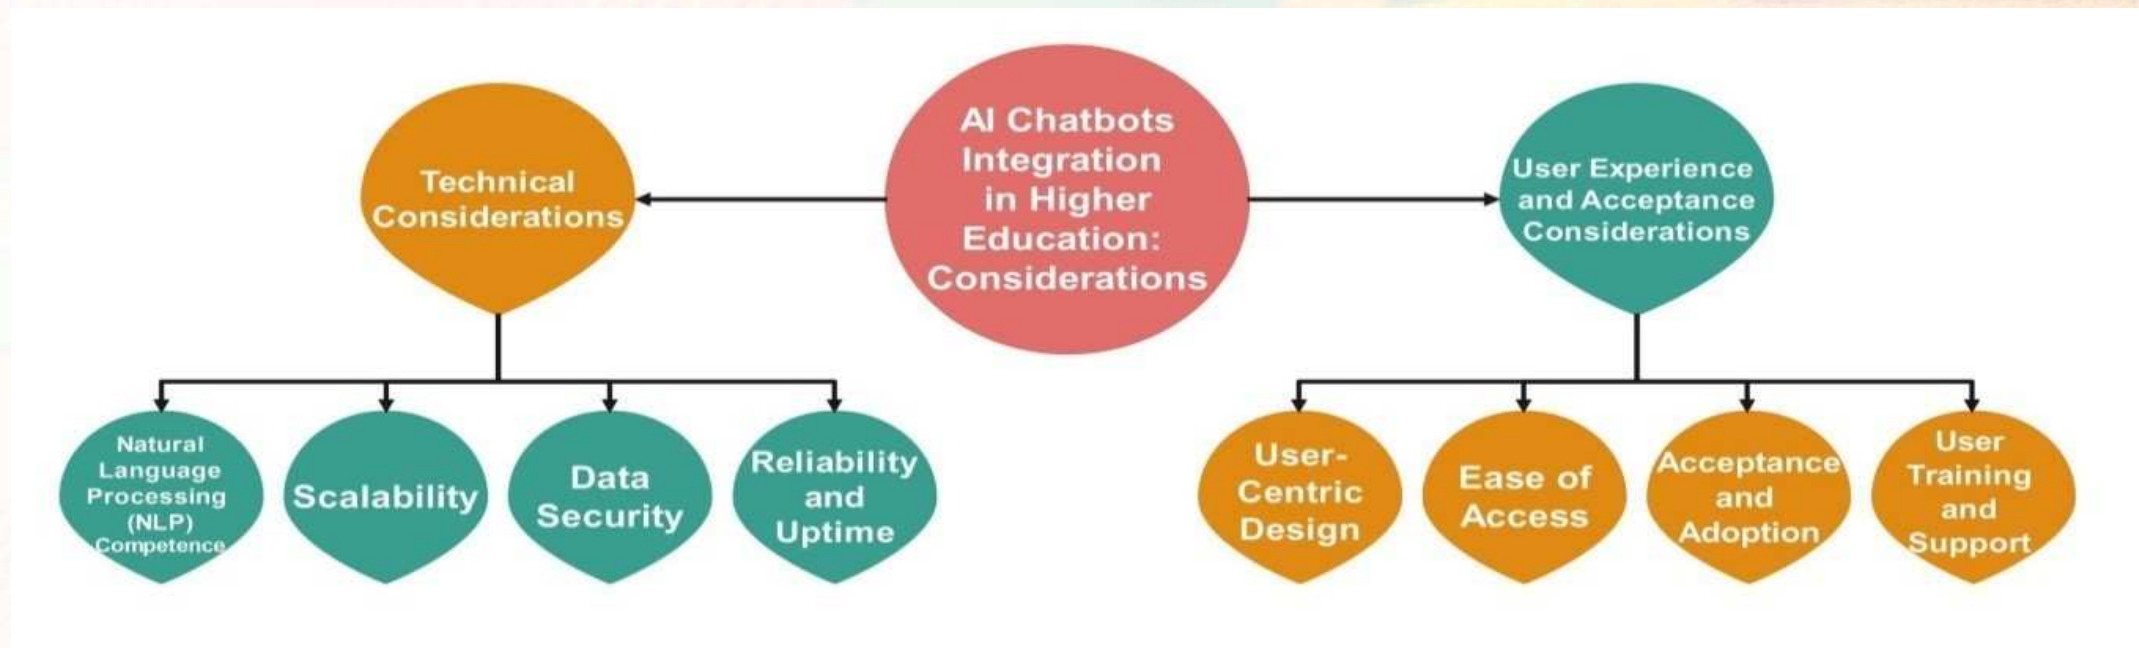 AI Chatbots
Integration
in Higher
Education:
Considerations
Technical
Considerations
User Experience
and Acceptance
Considerations
Natural
Language
Processing
(NLP)
Competence
Scalability
Data
Security
Reliability
and
Uptime
User-
Centric
Design
Ease of
Access
Acceptance
and
Adoption
User
Training
and
Support